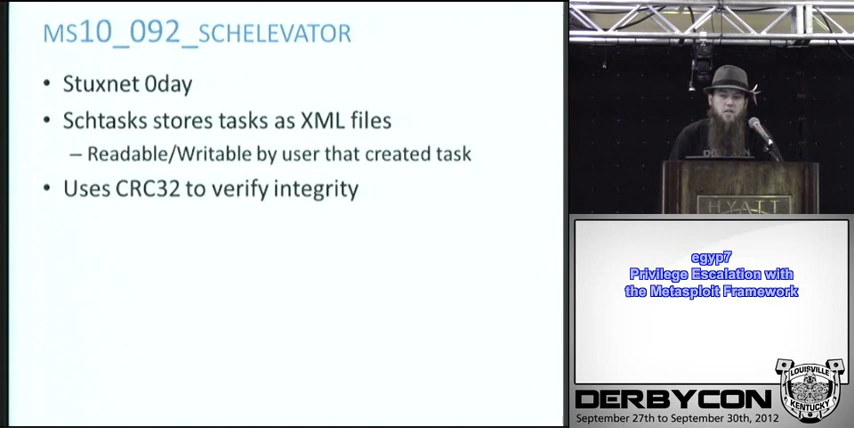 MS10_092_SCHELEVATOR
• Stuxnet 0day
• Schtasks stores tasks as XML files
– Readable/Writable by user that created task
• Uses CRC32 to verify integrity
HYATT
egyp7
Privilege Escalation with
the Metasploit Framework
LOUISVILLE
KENTUCKY
DERBYCON
September 27th to September 30th, 2012